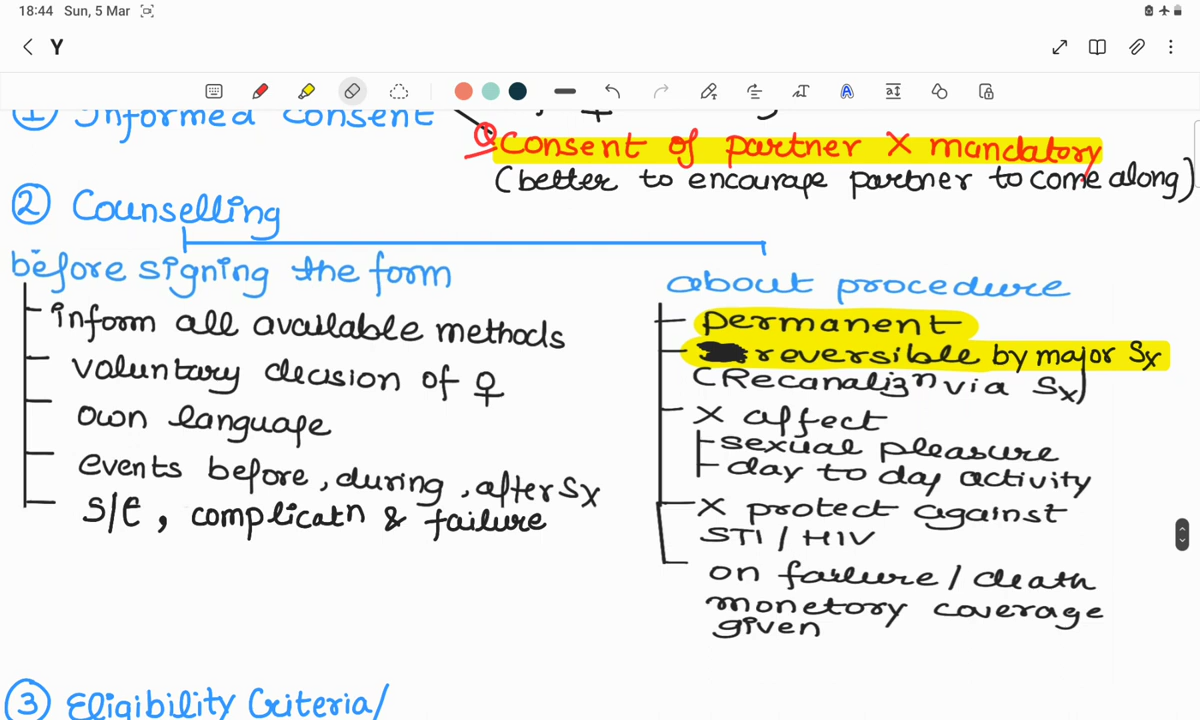 18:44 Sun, 5 Mar
Y
① Informed consent
Consent of partner X mandatory
(better to encourage partner to come along)
② Counselling
before signing the form
inform all available methods
voluntary decision of ♀
own language
events before, during, after Sx
S/E, complicatn & failure
about procedure
permanent
reversible by major Sx
(Recanalizn via Sx)
X affect
sexual pleasure
day to day activity
X protect against
STI / HIV
on failure / death
monetory coverage
given
③ Eligibility Criteria/